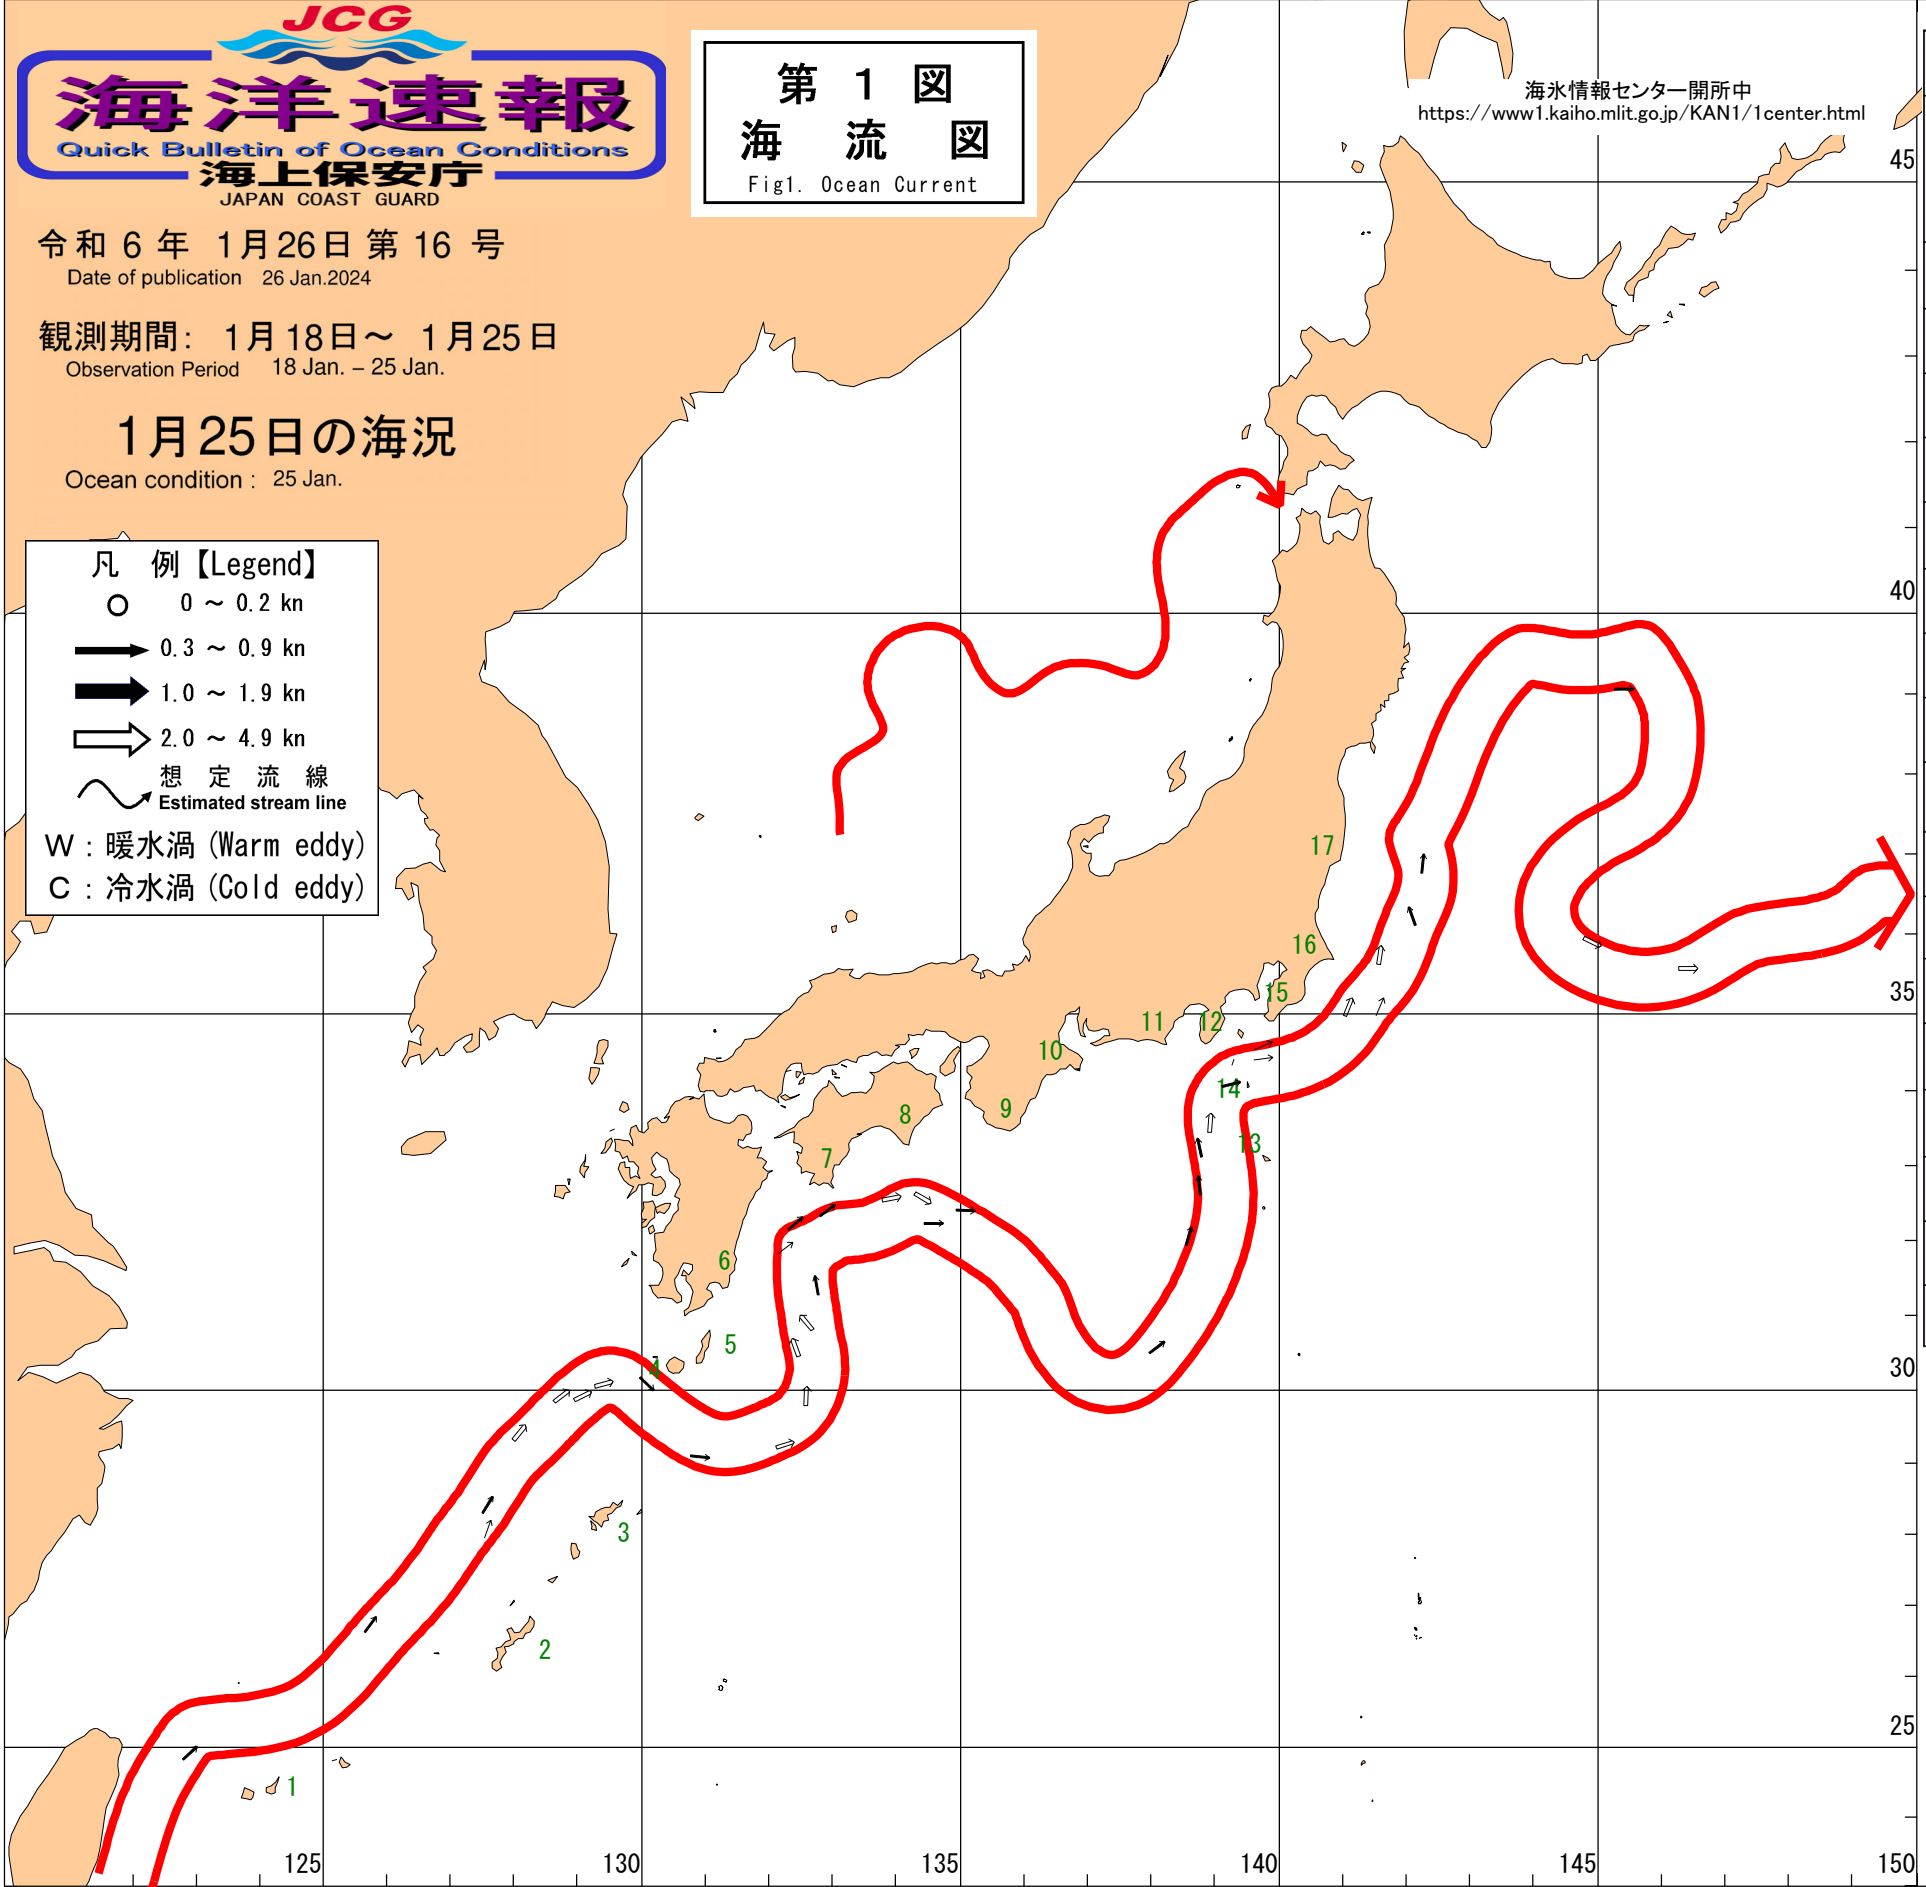 JCG
海洋速報
Quick Bulletin of Ocean Conditions
海上保安庁
JAPAN COAST GUARD
令和 6 年 1月26日 第 16 号
Date of publication 26 Jan.2024
観測期間: 1月18日～ 1月25日
Observation Period 18 Jan. – 25 Jan.
1月25日の海況
Ocean condition : 25 Jan.
第 1 図
海 流 図
Fig1. Ocean Current
海氷情報センター開所中
https://www1.kaiho.mlit.go.jp/KAN1/1center.html
凡 例【Legend】
0 ～ 0.2 kn
0.3 ～ 0.9 kn
1.0 ～ 1.9 kn
2.0 ～ 4.9 kn
想 定 流 線
Estimated stream line
W : 暖水渦 (Warm eddy)
C : 冷水渦 (Cold eddy)
45
40
35
30
25
17
16
15
14
13
12
11
10
9
8
7
6
5
4
3
2
1
125
130
135
140
145
150